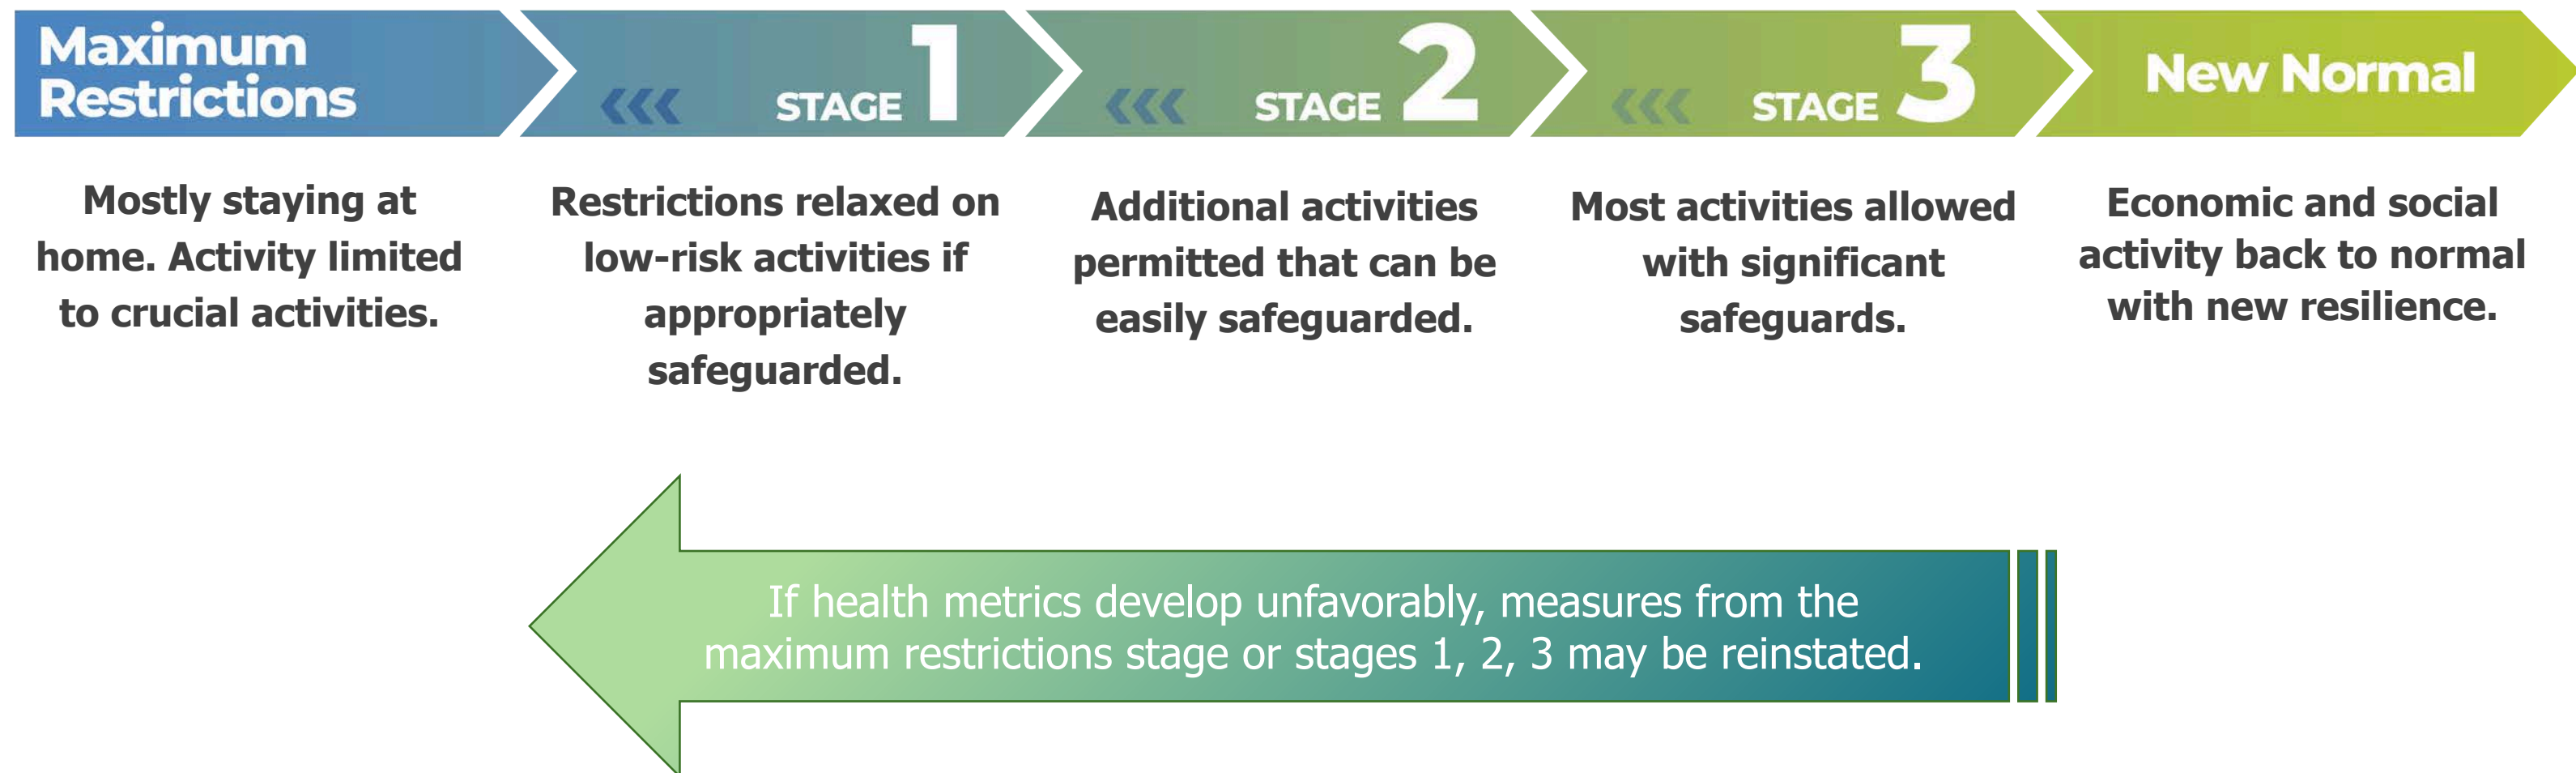 Maximum
Restrictions
STAGE 1
STAGE 2
STAGE 3
New Normal
Mostly staying at
home. Activity limited
to crucial activities.
Restrictions relaxed on
low-risk activities if
appropriately
safeguarded.
Additional activities
permitted that can be
easily safeguarded.
Most activities allowed
with significant
safeguards.
Economic and social
activity back to normal
with new resilience.
If health metrics develop unfavorably, measures from the
maximum restrictions stage or stages 1, 2, 3 may be reinstated.